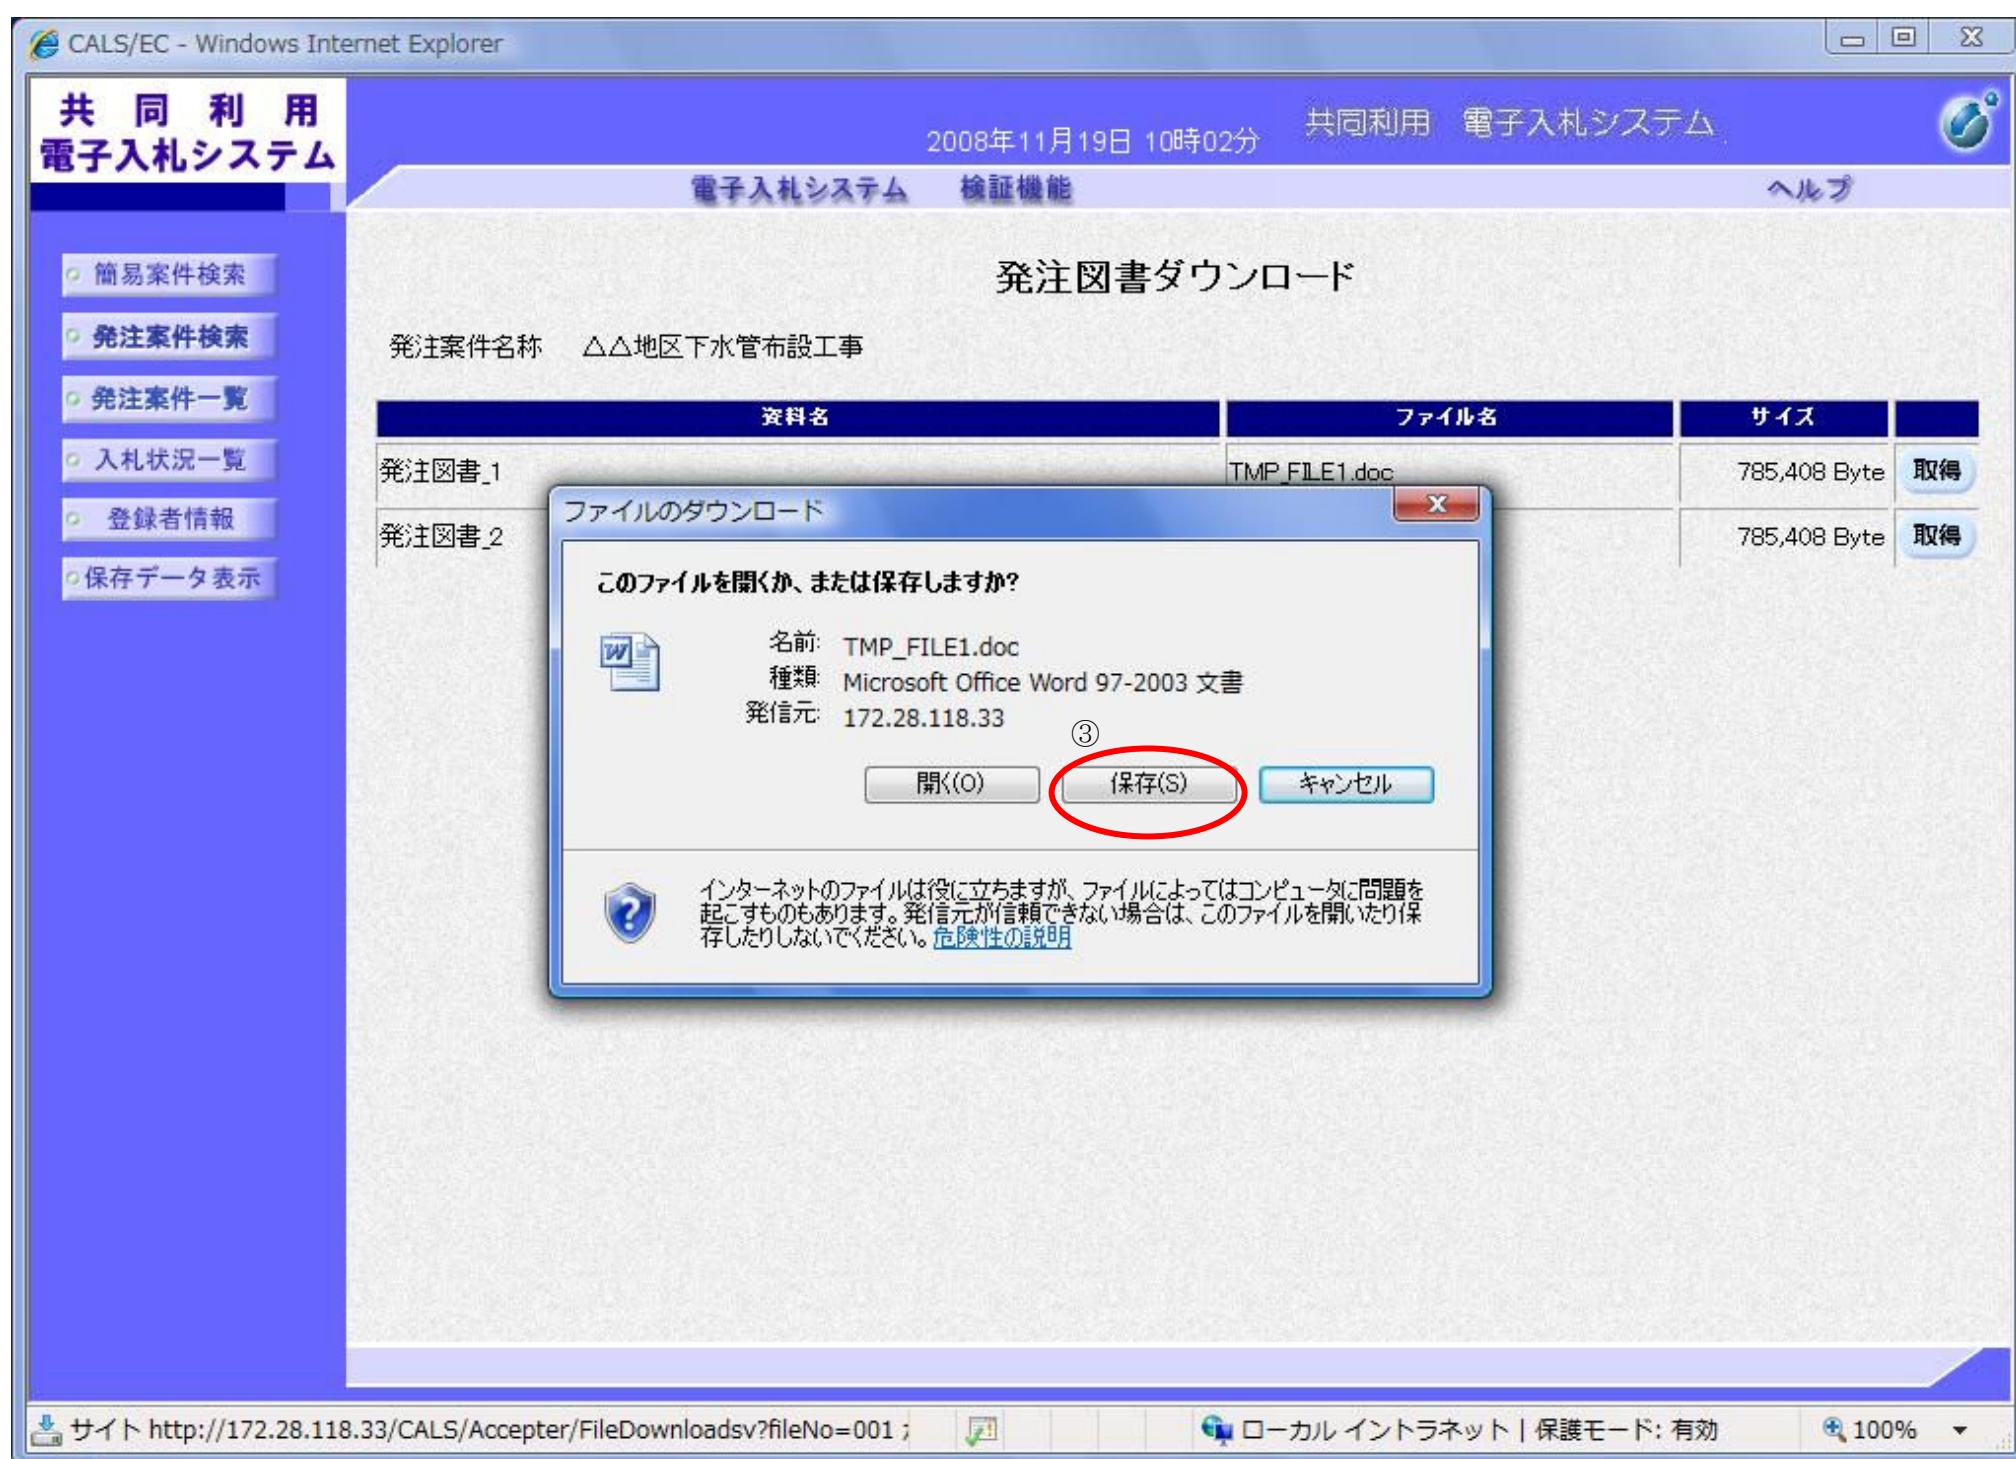 CALS/EC - Windows Internet Explorer
共同利用
電子入札システム
2008年11月19日 10時02分
共同利用 電子入札システム
電子入札システム 検証機能 ヘルプ
簡易案件検索
発注案件検索
発注案件一覧
入札状況一覧
登録者情報
保存データ表示
発注図書ダウンロード
発注案件名称 △△地区下水管布設工事
資料名 ファイル名 サイズ
発注図書_1 TMP_FILE1.doc 785,408 Byte 取得
発注図書_2 785,408 Byte 取得
ファイルのダウンロード
このファイルを開くか、または保存しますか?
名前: TMP_FILE1.doc
種類: Microsoft Office Word 97-2003 文書
発信元: 172.28.118.33
③
開く(O) 保存(S) キャンセル
インターネットのファイルは役に立ちますが、ファイルによってはコンピュータに問題を
起こすものもあります。発信元が信頼できない場合は、このファイルを開いたり保
存したりしないでください。危険性の説明
サイト http://172.28.118.33/CALS/Accepter/FileDownloadsv?fileNo=001
ローカル イントラネット | 保護モード: 有効
100%